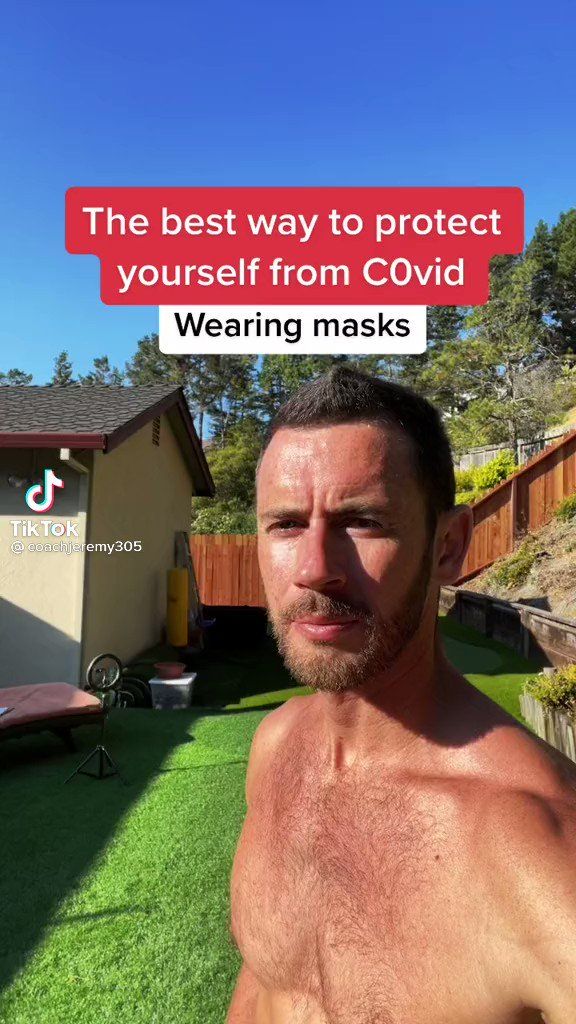 The best way to protect
yourself from C0vid
Wearing masks
TikTok
@ coachjeremy305